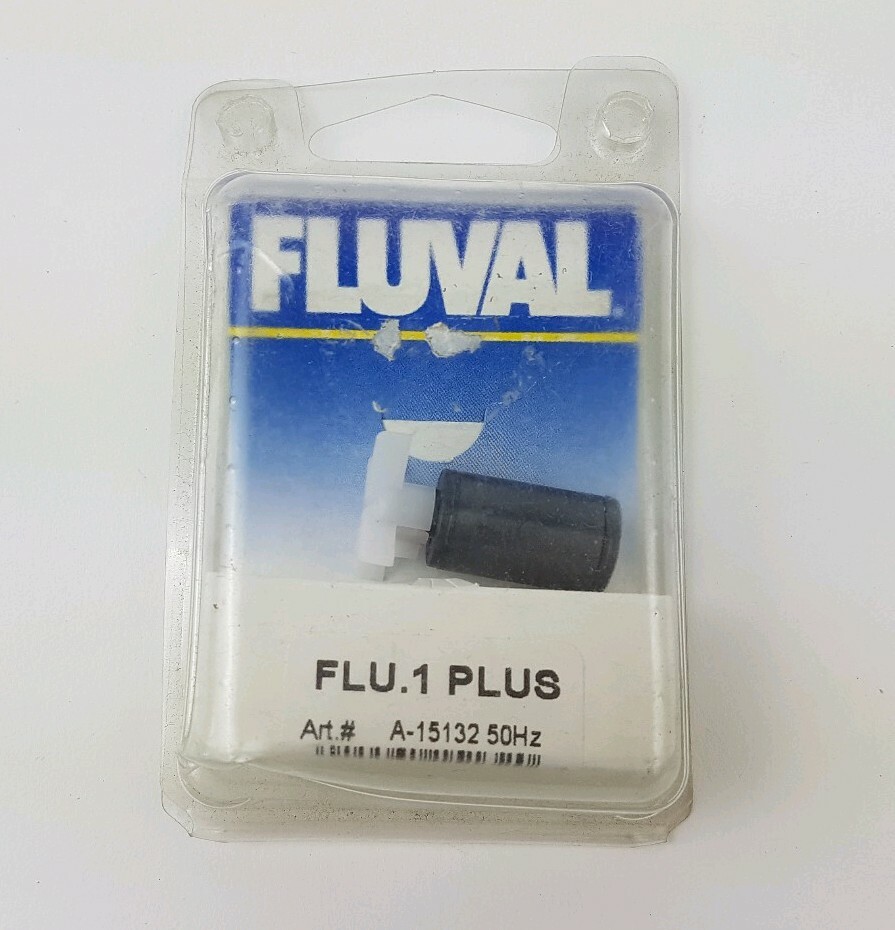 FLUVAL
FLU.1 PLUS
Art.# A-15132 50Hz